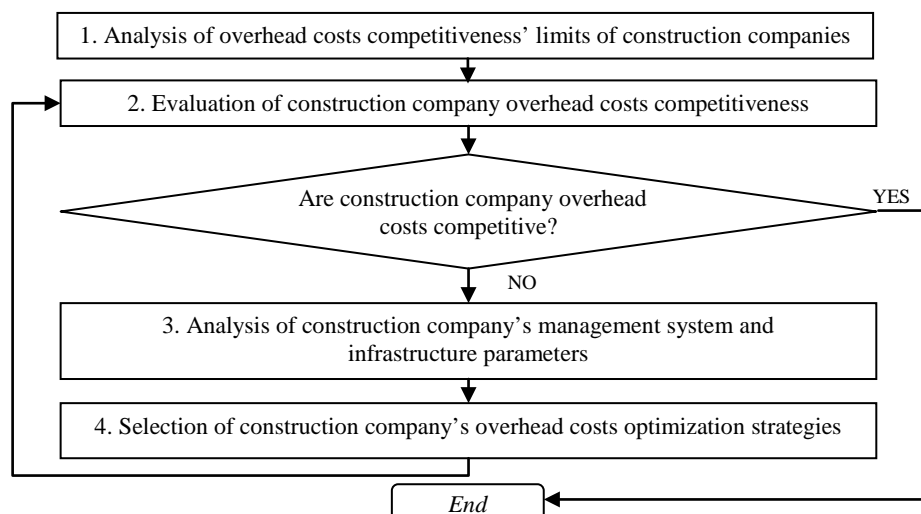 1. Analysis of overhead costs competitiveness’ limits of construction companies
2. Evaluation of construction company overhead costs competitiveness
Are construction company overhead
costs competitive?
YES
NO
3. Analysis of construction company’s management system and
infrastructure parameters
4. Selection of construction company’s overhead costs optimization strategies
End